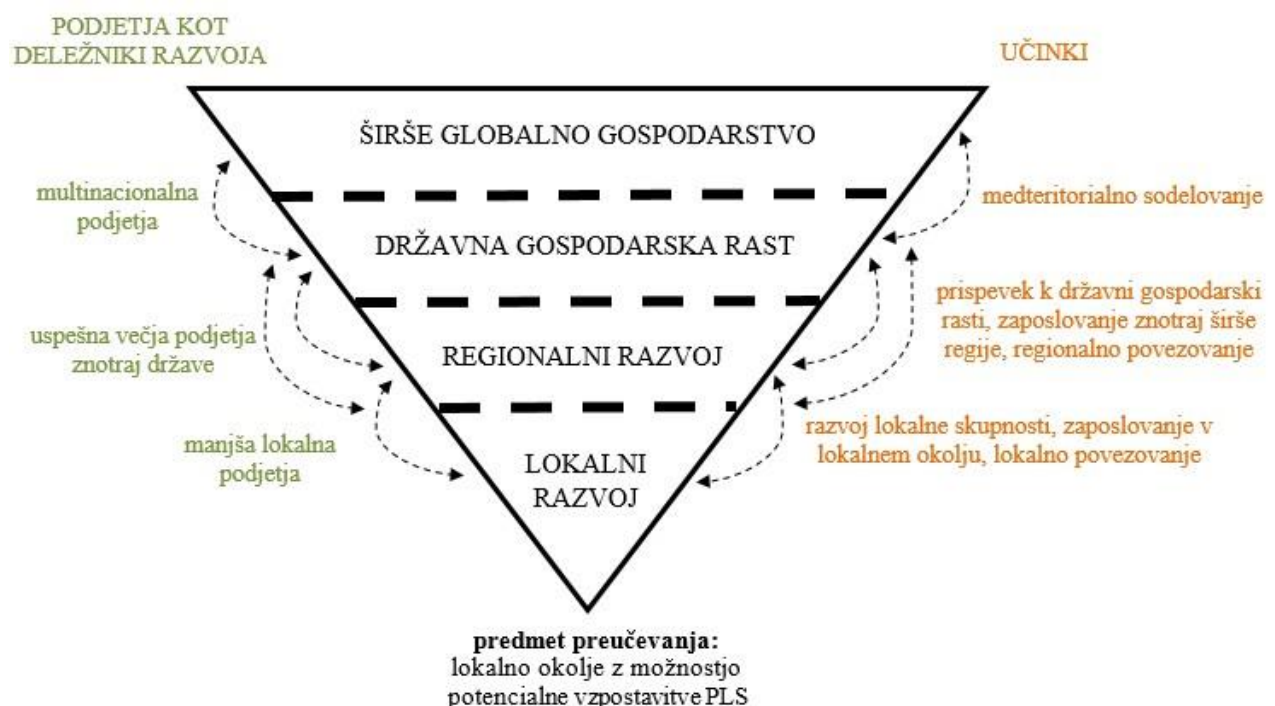 PODJETJA KOT
DELEŽNIKI RAZVOJA
UČINKI
ŠIRŠE GLOBALNO GOSPODARSTVO
multinacionalna
podjetja
medteritorialno sodelovanje
DRŽAVNA GOSPODARSKA RAST
uspešna večja podjetja
znotraj države
prispevek k državni gospodarski
rasti, zaposlovanje znotraj širše
regije, regionalno povezovanje
REGIONALNI RAZVOJ
manjša lokalna
podjetja
razvoj lokalne skupnosti, zaposlovanje v
lokalnem okolju, lokalno povezovanje
LOKALNI
RAZVOJ
predmet preučevanja:
lokalno okolje z možnostjo
potencialne vzpostavitve PLS